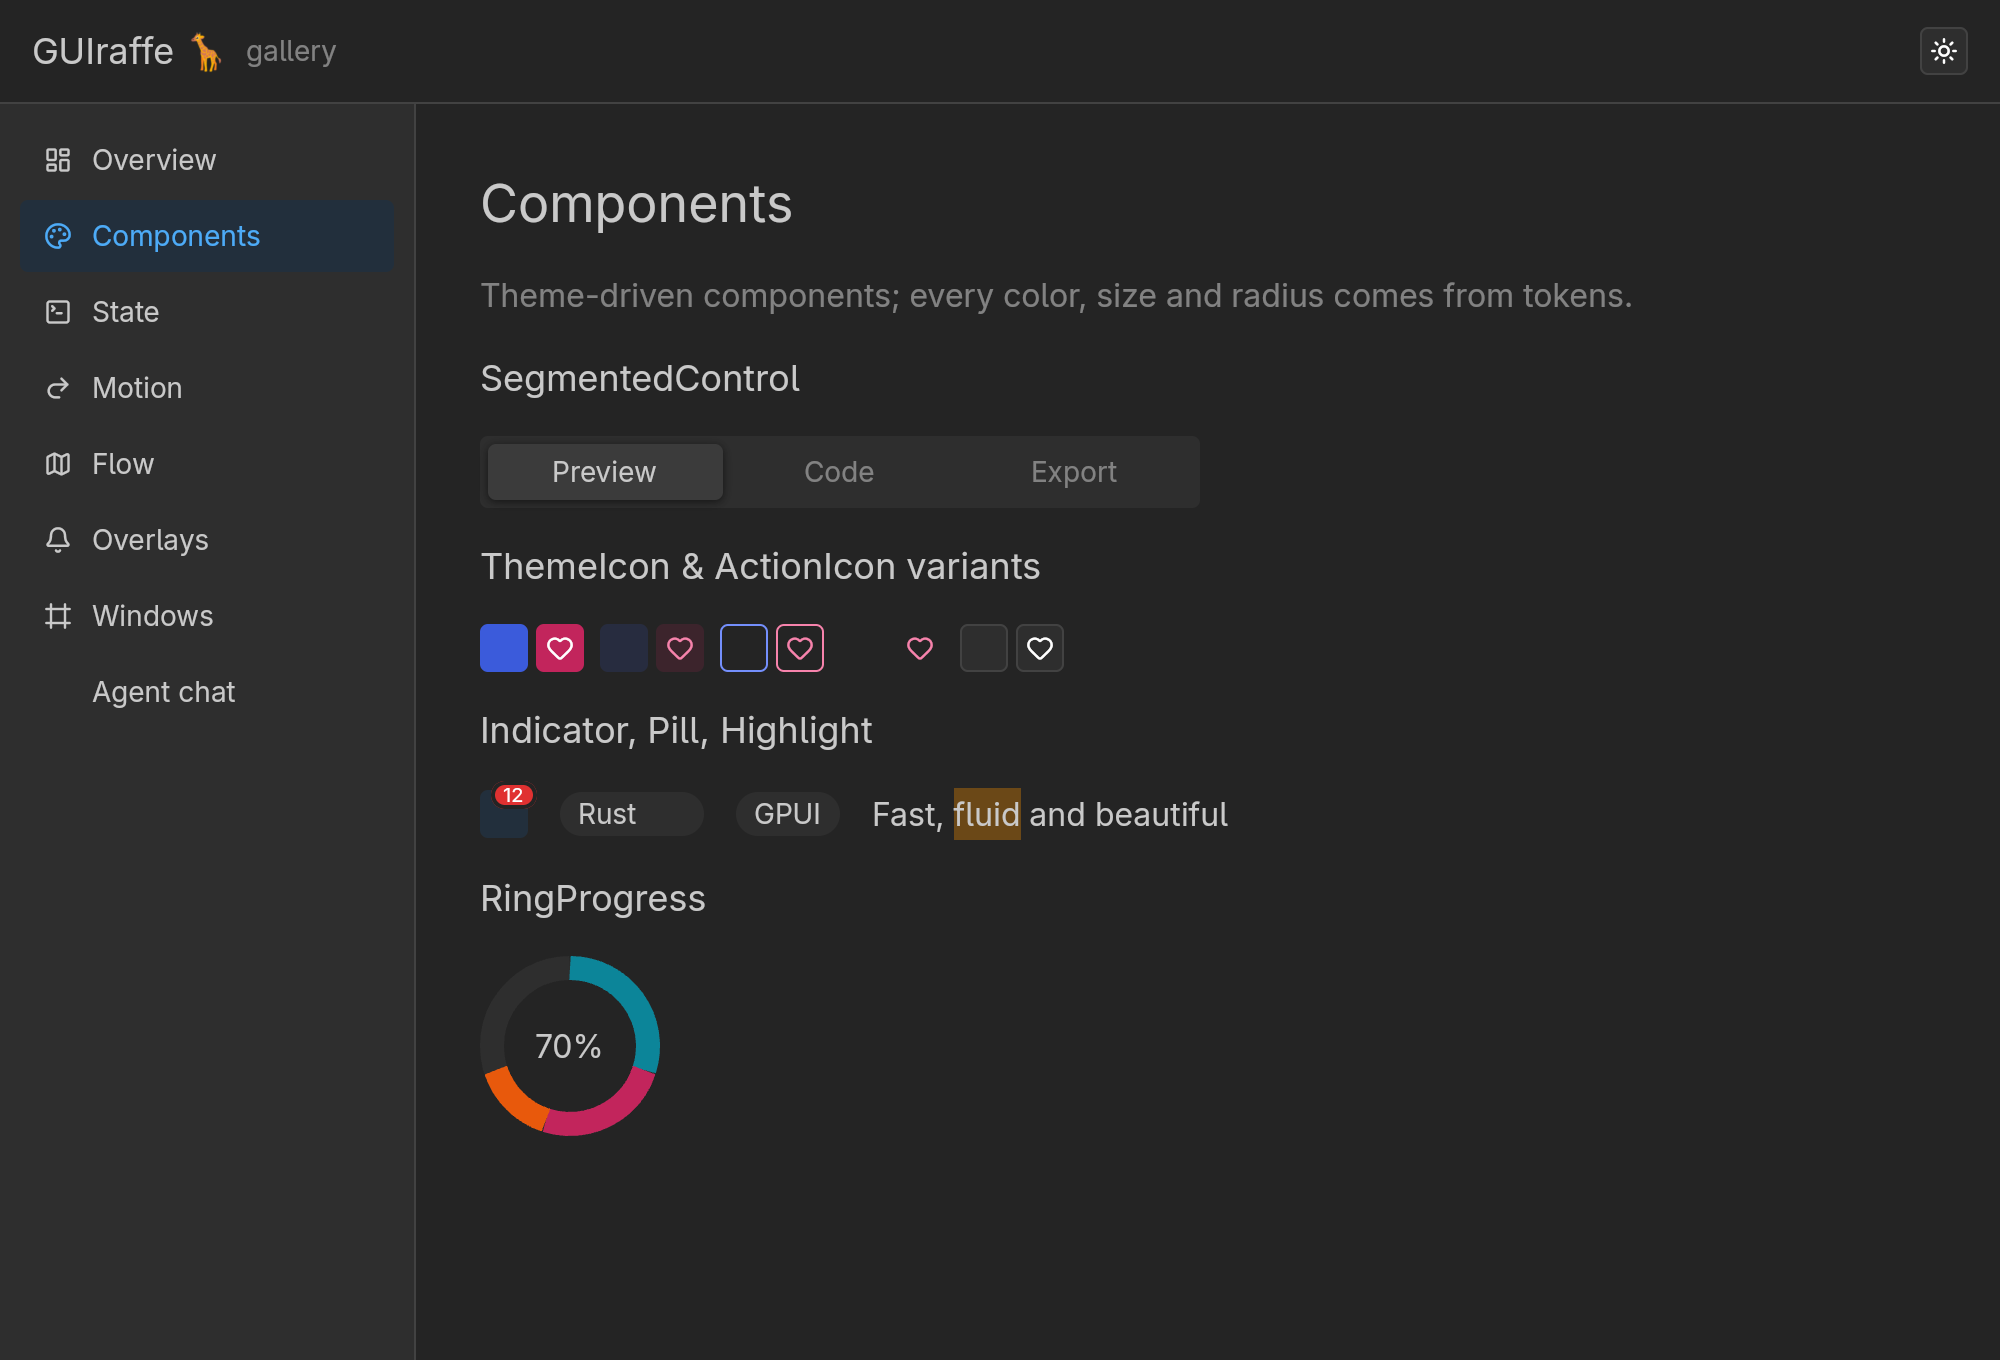 GUIraffe 🦒 gallery
Overview
Components
State
Motion
Flow
Overlays
Windows
Agent chat
Components
Theme-driven components; every color, size and radius comes from tokens.
SegmentedControl
Preview Code Export
ThemeIcon & ActionIcon variants
Indicator, Pill, Highlight
12 Rust GPUI Fast, fluid and beautiful
RingProgress
70%